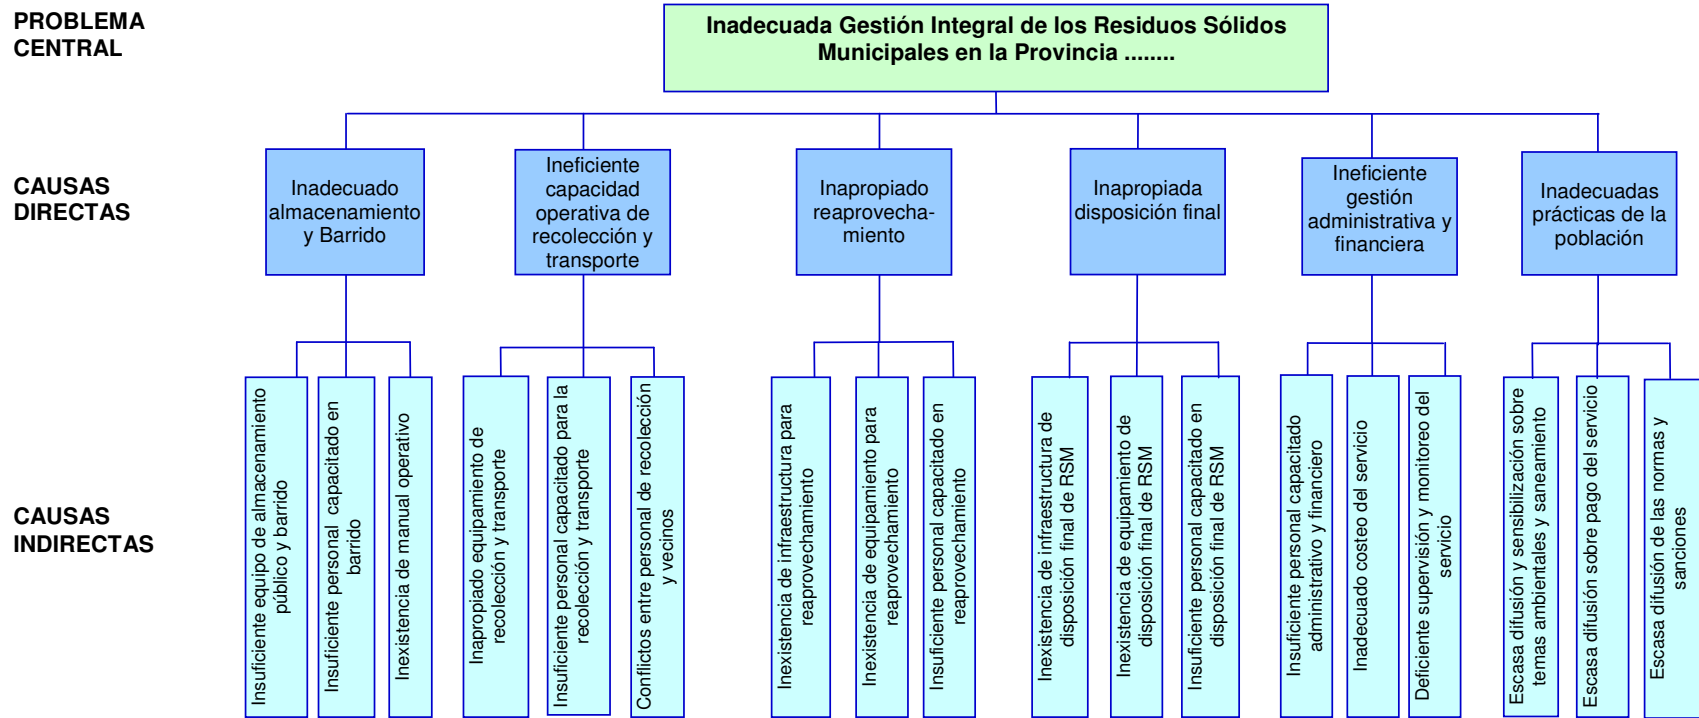 PROBLEMA
CENTRAL
Inadecuada Gestión Integral de los Residuos Sólidos
Municipales en la Provincia ........
CAUSAS
DIRECTAS
Inadecuado
almacenamiento
y Barrido
Ineficiente
capacidad
operativa de
recolección y
transporte
Inapropiado
reaprovecha-
miento
Inapropiada
disposición final
Ineficiente
gestión
administrativa y
financiera
Inadecuadas
prácticas de la
población
CAUSAS
INDIRECTAS
Insuficiente equipo de almacenamiento
público y barrido
Insuficiente personal capacitado en
barrido
Inexistencia de manual operativo
Inapropiado equipamiento de
recolección y transporte
Insuficiente personal capacitado para la
recolección y transporte
Conflictos entre personal de recolección
y vecinos
Inexistencia de infraestructura para
reaprovechamiento
Inexistencia de equipamiento para
reaprovechamiento
Insuficiente personal capacitado en
reaprovechamiento
Inexistencia de infraestructura de
disposición final de RSM
Inexistencia de equipamiento de
disposición final de RSM
Insuficiente personal capacitado en
disposición final de RSM
Insuficiente personal capacitado
administrativo y financiero
Inadecuado costeo del servicio
Deficiente supervisión y monitoreo del
servicio
Escasa difusión y sensibilización sobre
temas ambientales y saneamiento
Escasa difusión sobre pago del servicio
Escasa difusión de las normas y
sanciones